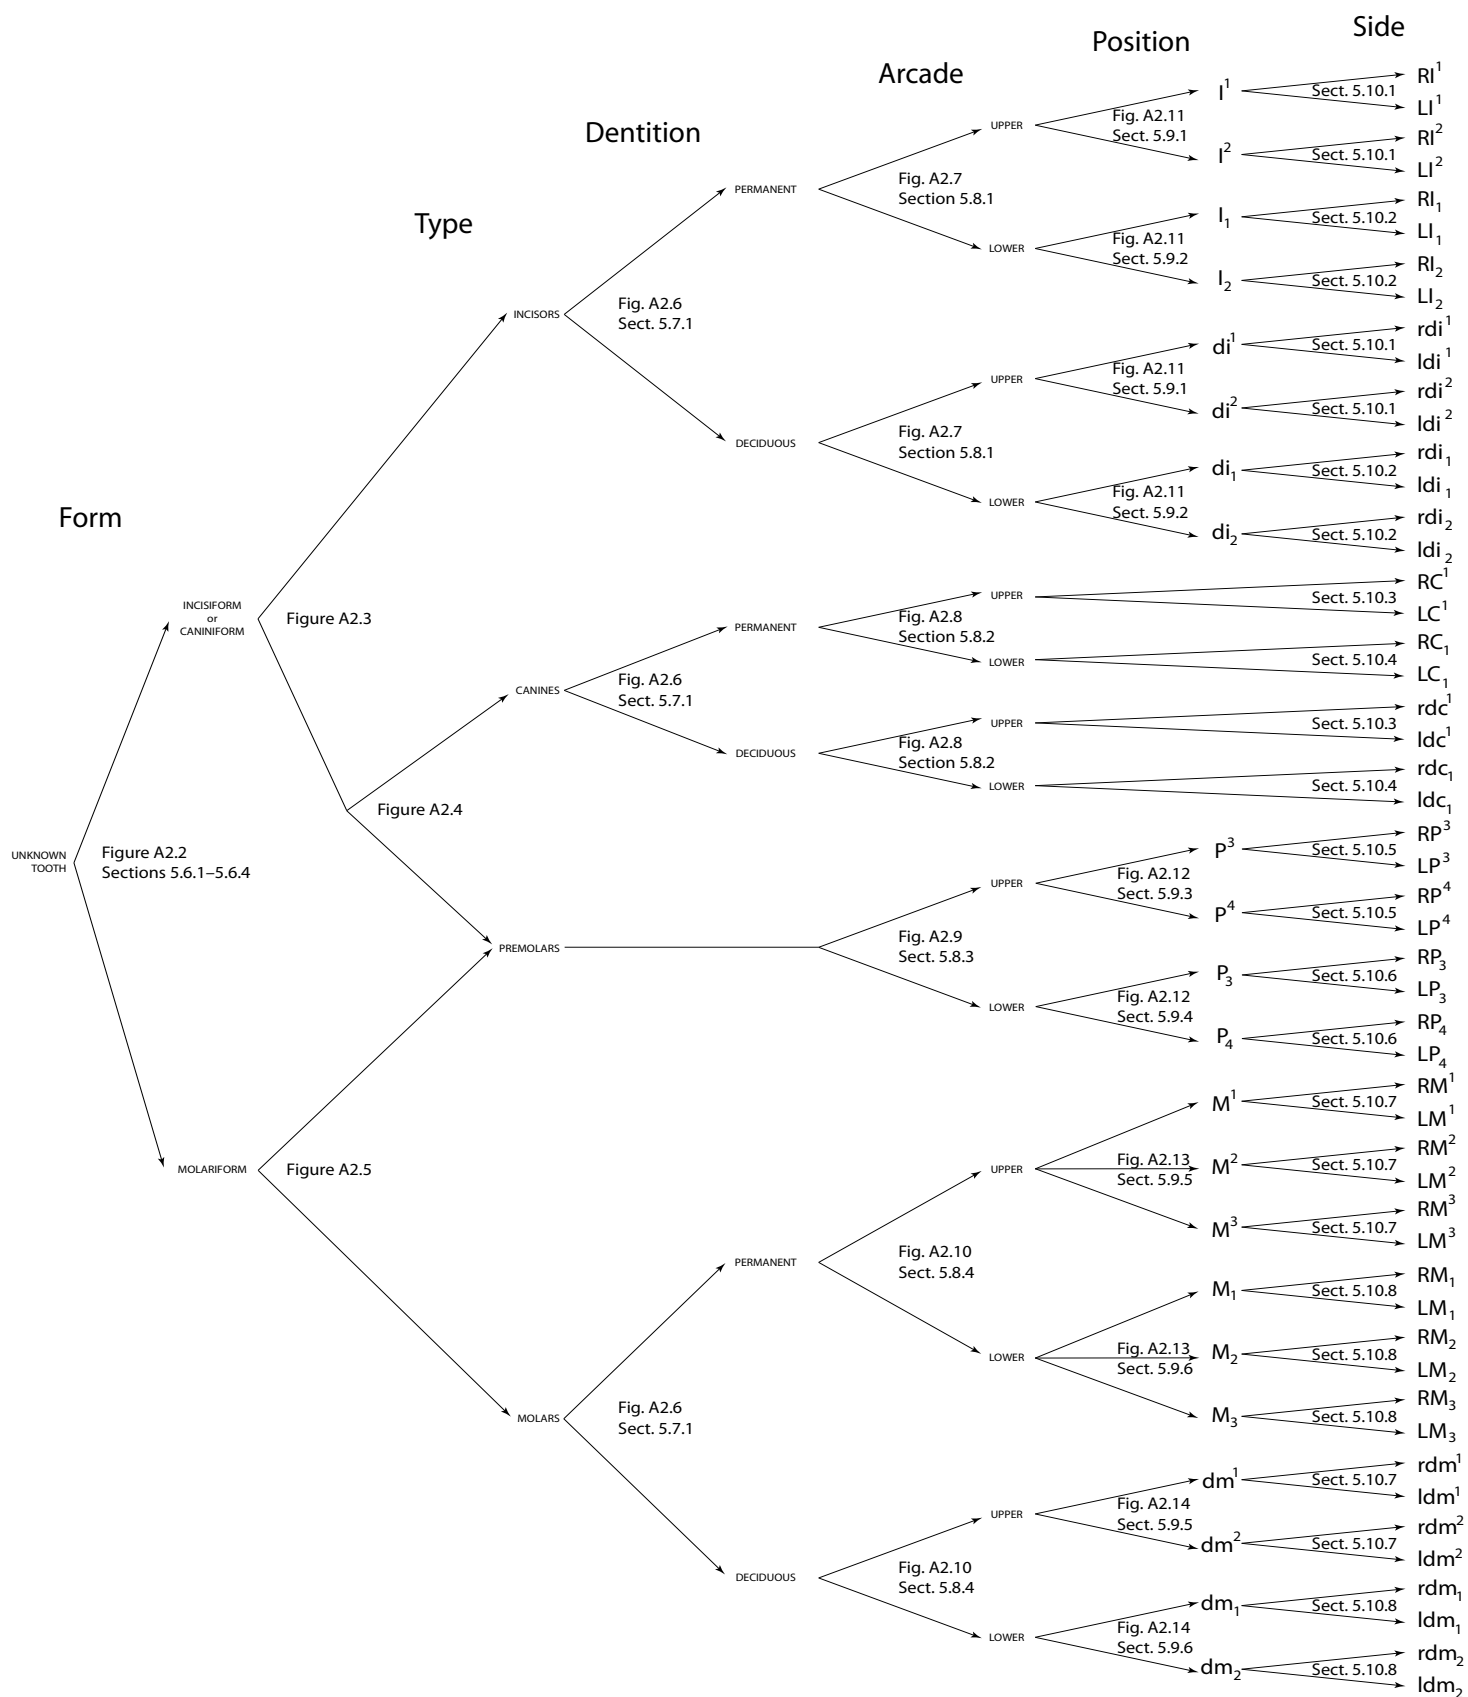 Form
Type
Dentition
Arcade
Position
Side
UNKNOWN
TOOTH
Figure A2.2
Sections 5.6.1–5.6.4
INCISIFORM
or
CANINIFORM
Figure A2.3
Figure A2.4
MOLARIFORM
Figure A2.5
INCISORS
Fig. A2.6
Sect. 5.7.1
PERMANENT
Fig. A2.7
Section 5.8.1
UPPER
Fig. A2.11
Sect. 5.9.1
I¹
Sect. 5.10.1
RI¹
LI¹
I²
Sect. 5.10.1
RI²
LI²
LOWER
Fig. A2.11
Sect. 5.9.2
I₁
Sect. 5.10.2
RI₁
LI₁
I₂
Sect. 5.10.2
RI₂
LI₂
DECIDUOUS
Fig. A2.7
Section 5.8.1
UPPER
Fig. A2.11
Sect. 5.9.1
di¹
Sect. 5.10.1
rdi¹
ldi¹
di²
Sect. 5.10.1
rdi²
ldi²
LOWER
Fig. A2.11
Sect. 5.9.2
di₁
Sect. 5.10.2
rdi₁
ldi₁
di₂
Sect. 5.10.2
rdi₂
ldi₂
CANINES
Fig. A2.6
Sect. 5.7.1
PERMANENT
Fig. A2.8
Section 5.8.2
UPPER
Sect. 5.10.3
RC¹
LC¹
LOWER
Sect. 5.10.4
RC₁
LC₁
DECIDUOUS
Fig. A2.8
Section 5.8.2
UPPER
Sect. 5.10.3
rdc¹
ldc¹
LOWER
Sect. 5.10.4
rdc₁
ldc₁
PREMOLARS
Fig. A2.9
Sect. 5.8.3
UPPER
Fig. A2.12
Sect. 5.9.3
P³
Sect. 5.10.5
RP³
LP³
P⁴
Sect. 5.10.5
RP⁴
LP⁴
LOWER
Fig. A2.12
Sect. 5.9.4
P₃
Sect. 5.10.6
RP₃
LP₃
P₄
Sect. 5.10.6
RP₄
LP₄
MOLARS
Fig. A2.6
Sect. 5.7.1
PERMANENT
Fig. A2.10
Sect. 5.8.4
UPPER
Fig. A2.13
Sect. 5.9.5
M¹
Sect. 5.10.7
RM¹
LM¹
M²
Sect. 5.10.7
RM²
LM²
M³
Sect. 5.10.7
RM³
LM³
LOWER
Fig. A2.13
Sect. 5.9.6
M₁
Sect. 5.10.8
RM₁
LM₁
M₂
Sect. 5.10.8
RM₂
LM₂
M₃
Sect. 5.10.8
RM₃
LM₃
DECIDUOUS
Fig. A2.10
Sect. 5.8.4
UPPER
Fig. A2.14
Sect. 5.9.5
dm¹
Sect. 5.10.7
rdm¹
ldm¹
dm²
Sect. 5.10.7
rdm²
ldm²
LOWER
Fig. A2.14
Sect. 5.9.6
dm₁
Sect. 5.10.8
rdm₁
ldm₁
dm₂
Sect. 5.10.8
rdm₂
ldm₂